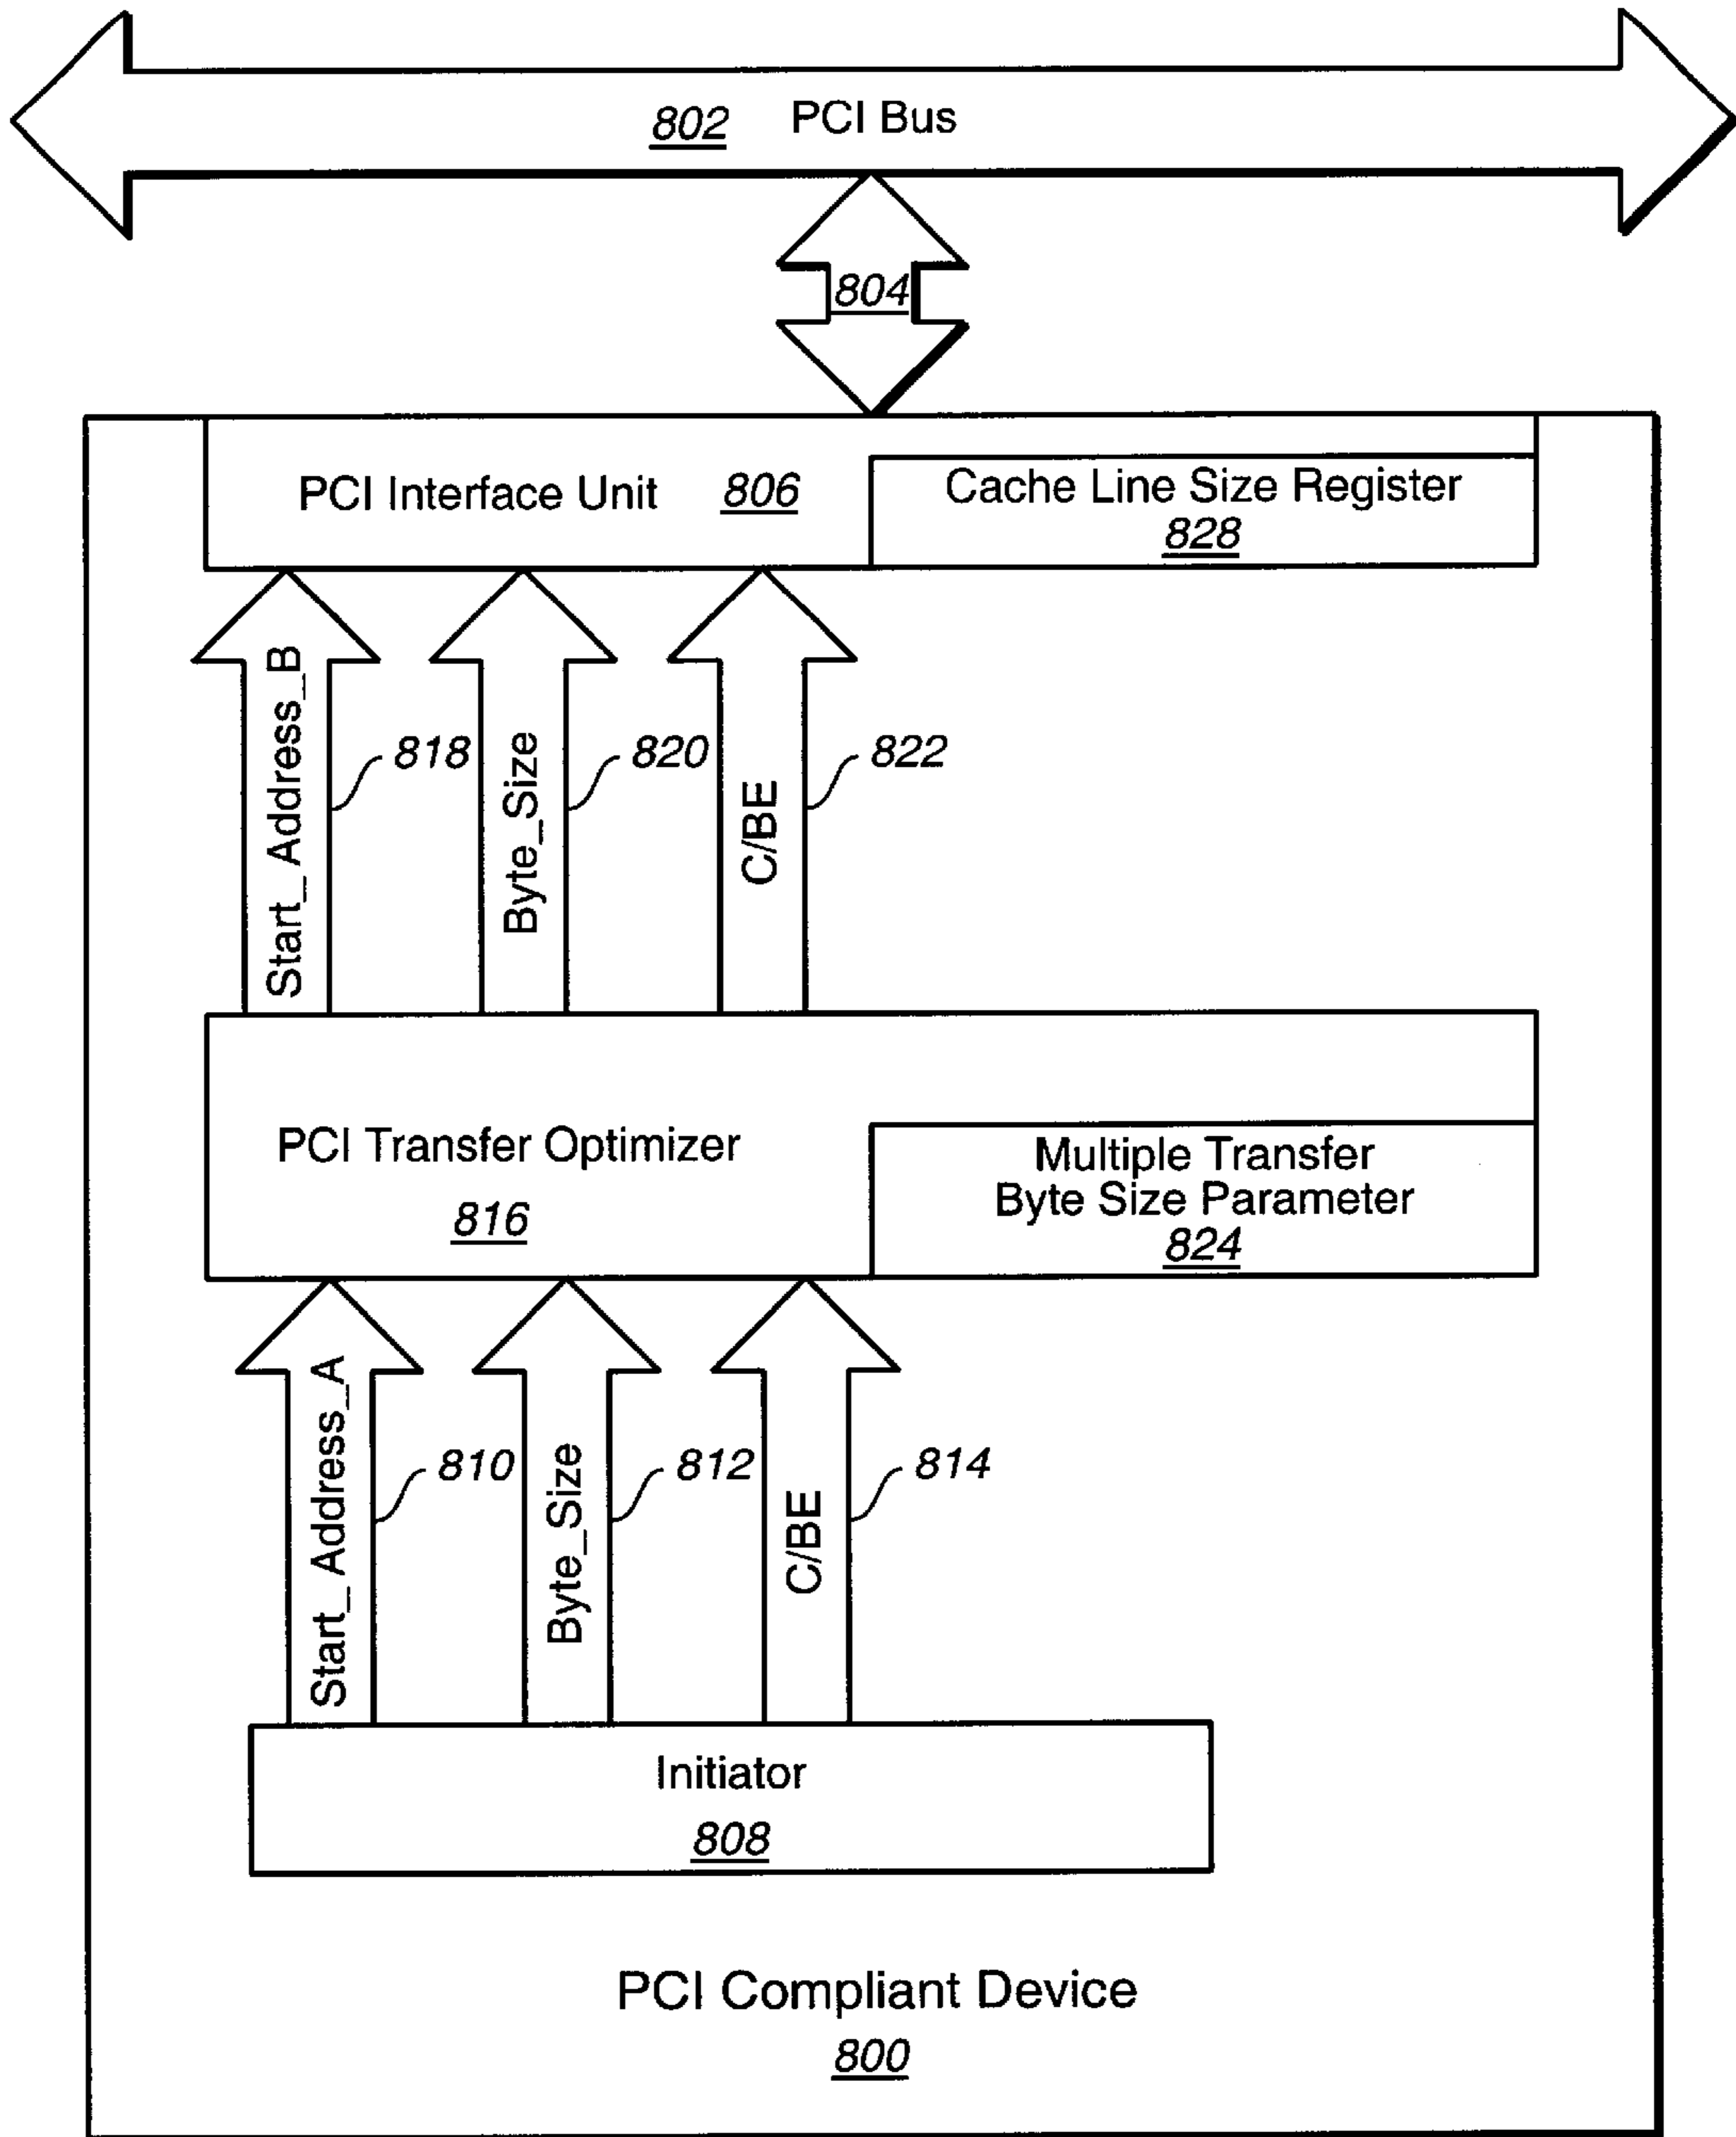 802 PCI Bus
804
PCI Interface Unit 806
Cache Line Size Register
828
Start_ Address_B
818
Byte_Size
820
C/BE
822
PCI Transfer Optimizer
816
Multiple Transfer
Byte Size Parameter
824
Start_ Address_A
810
Byte_Size
812
C/BE
814
Initiator
808
PCI Compliant Device
800